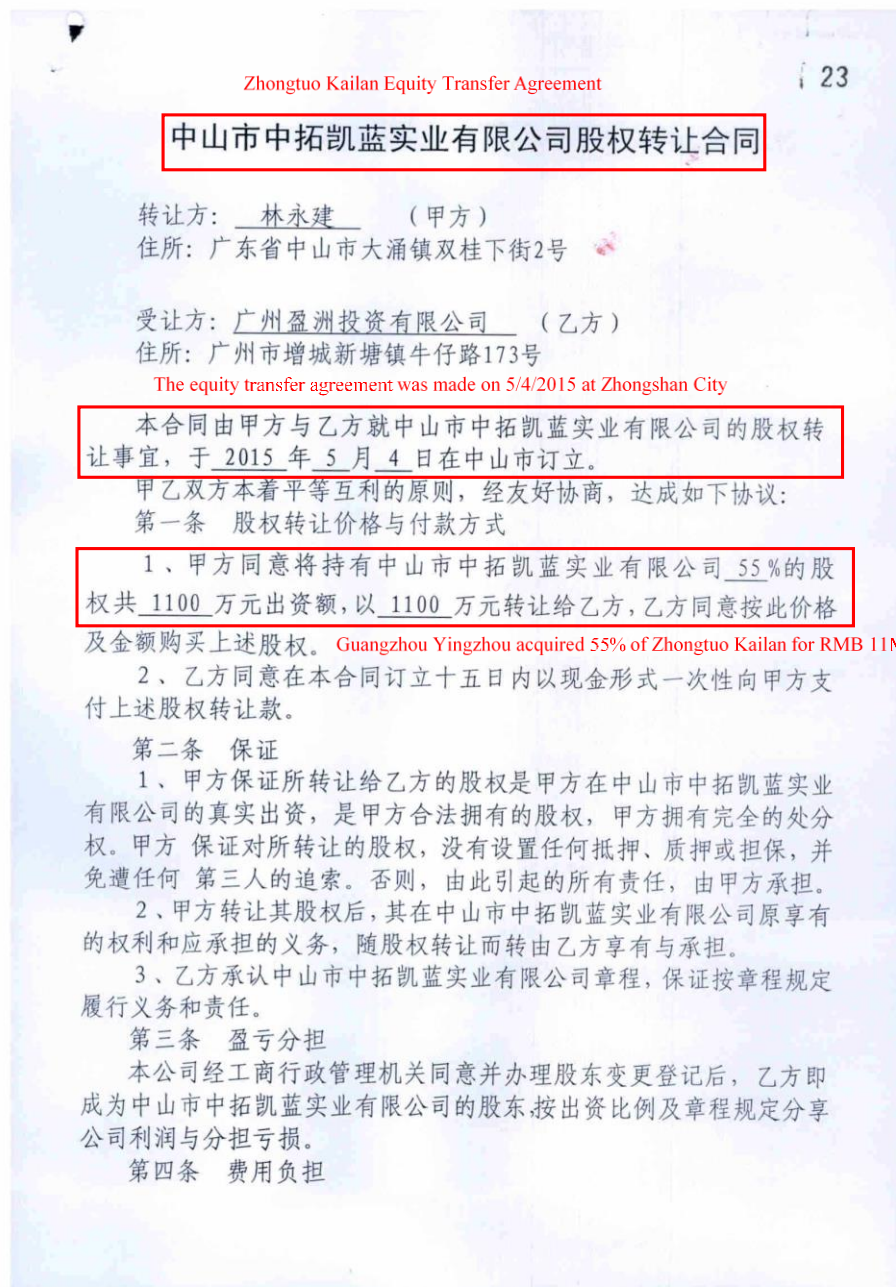 23
Zhongtuo Kailan Equity Transfer Agreement
中山市中拓凯蓝实业有限公司股权转让合同
转让方: 林永建 (甲方)
住所: 广东省中山市大涌镇双桂下街2号
受让方: 广州盈洲投资有限公司 (乙方)
住所: 广州市增城新塘镇牛仔路173号
The equity transfer agreement was made on 5/4/2015 at Zhongshan City
本合同由甲方与乙方就中山市中拓凯蓝实业有限公司的股权转
让事宜, 于 2015 年 5 月 4 日在中山市订立。
甲乙双方本着平等互利的原则, 经友好协商, 达成如下协议:
第一条 股权转让价格与付款方式
1、甲方同意将持有中山市中拓凯蓝实业有限公司 55 %的股
权共 1100 万元出资额, 以 1100 万元转让给乙方, 乙方同意按此价格
及金额购买上述股权。 Guangzhou Yingzhou acquired 55% of Zhongtuo Kailan for RMB 11M
2、乙方同意在本合同订立十五日内以现金形式一次性向甲方支
付上述股权转让款。
第二条 保证
1、甲方保证所转让给乙方的股权是甲方在中山市中拓凯蓝实业
有限公司的真实出资, 是甲方合法拥有的股权, 甲方拥有完全的处分
权。甲方 保证对所转让的股权, 没有设置任何抵押、质押或担保, 并
免遭任何 第三人的追索。否则, 由此引起的所有责任, 由甲方承担。
2、甲方转让其股权后, 其在中山市中拓凯蓝实业有限公司原享有
的权利和应承担的义务, 随股权转让而转由乙方享有与承担。
3、乙方承认中山市中拓凯蓝实业有限公司章程, 保证按章程规定
履行义务和责任。
第三条 盈亏分担
本公司经工商行政管理机关同意并办理股东变更登记后, 乙方即
成为中山市中拓凯蓝实业有限公司的股东,按出资比例及章程规定分享
公司利润与分担亏损。
第四条 费用负担